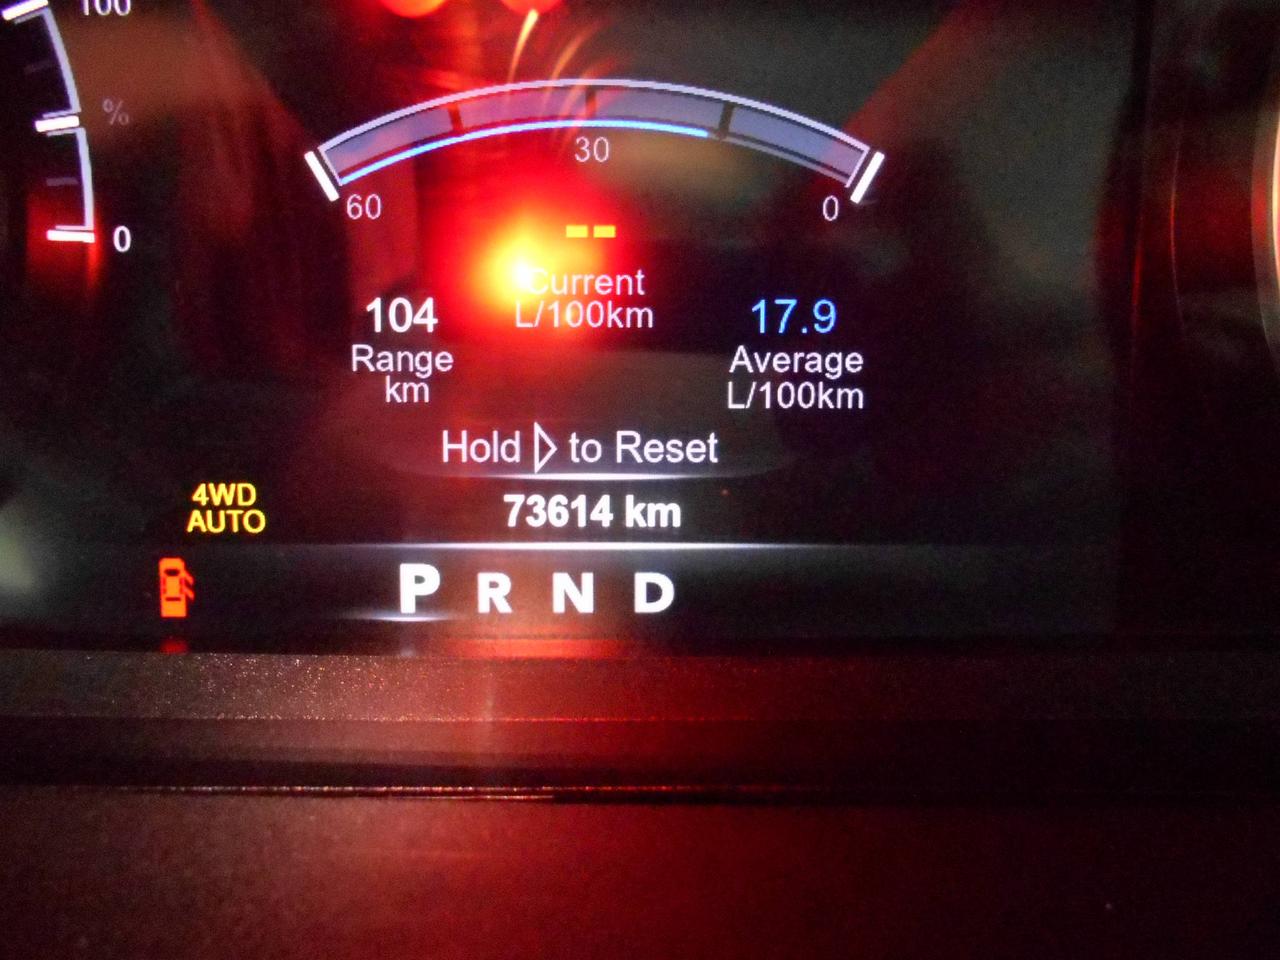 100
%
0
60
30
0
--
Current
L/100km
104
Range
km
17.9
Average
L/100km
Hold ▷ to Reset
4WD
AUTO
73614 km
P R N D